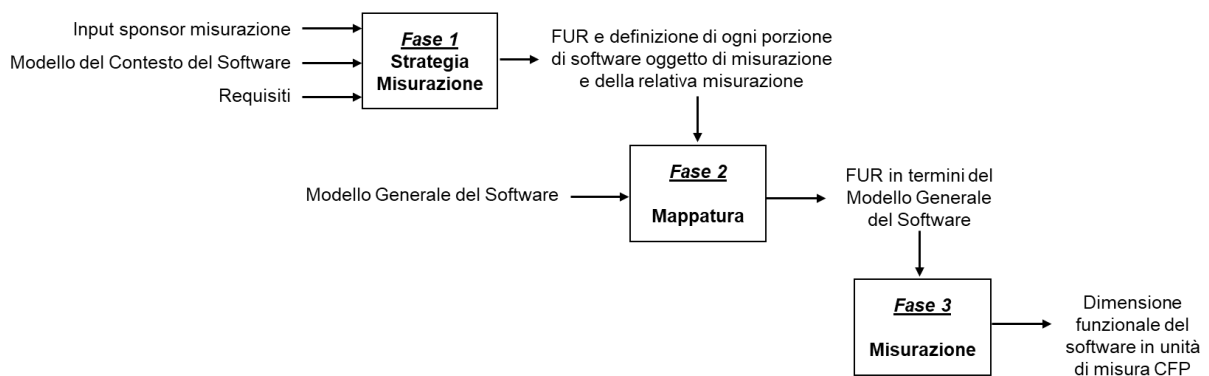 Input sponsor misurazione
Modello del Contesto del Software
Requisiti
Fase 1
Strategia
Misurazione
FUR e definizione di ogni porzione
di software oggetto di misurazione
e della relativa misurazione
Modello Generale del Software
Fase 2
Mappatura
FUR in termini del
Modello Generale
del Software
Fase 3
Misurazione
Dimensione
funzionale del
software in unità
di misura CFP